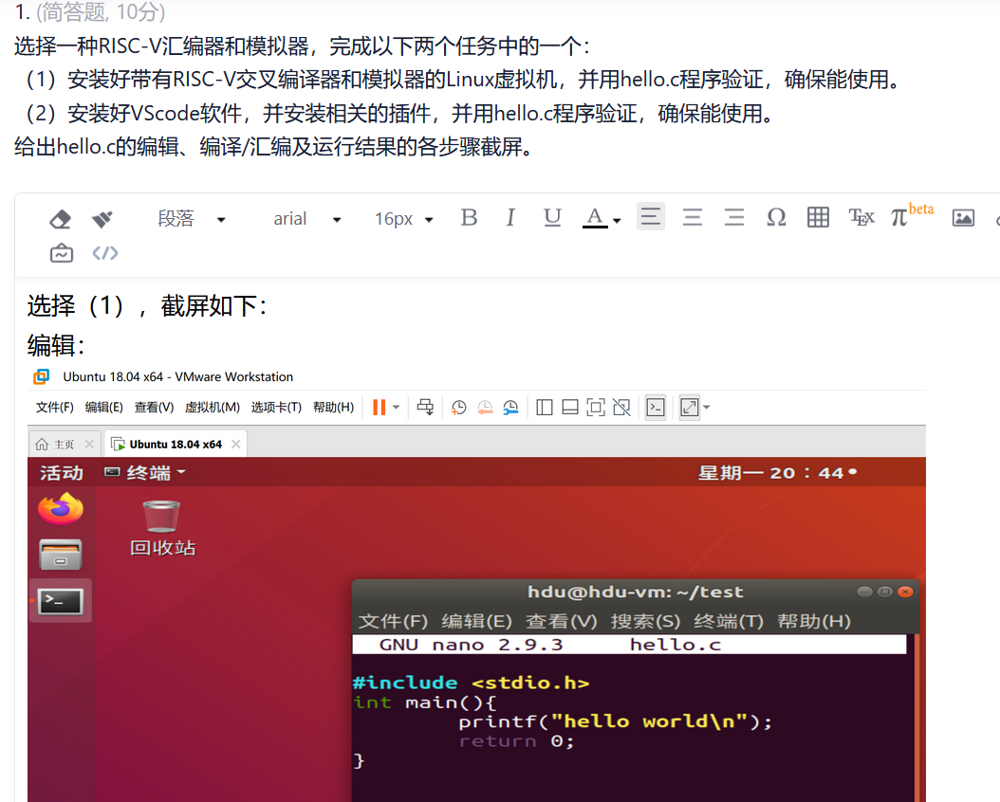 1. (简答题, 10分)
选择一种RISC-V汇编器和模拟器，完成以下两个任务中的一个：
（1）安装好带有RISC-V交叉编译器和模拟器的Linux虚拟机，并用hello.c程序验证，确保能使用。
（2）安装好VScode软件，并安装相关的插件，并用hello.c程序验证，确保能使用。
给出hello.c的编辑、编译/汇编及运行结果的各步骤截屏。
段落 arial 16px B I U A Ω TEX π beta
</>
选择（1），截屏如下：
编辑：
Ubuntu 18.04 x64 - VMware Workstation
文件(F) 编辑(E) 查看(V) 虚拟机(M) 选项卡(T) 帮助(H)
主页 Ubuntu 18.04 x64
活动 终端 星期一 20：44
回收站
hdu@hdu-vm: ~/test
文件(F) 编辑(E) 查看(V) 搜索(S) 终端(T) 帮助(H)
GNU nano 2.9.3 hello.c
#include <stdio.h>
int main(){
printf("hello world\n");
return 0;
}